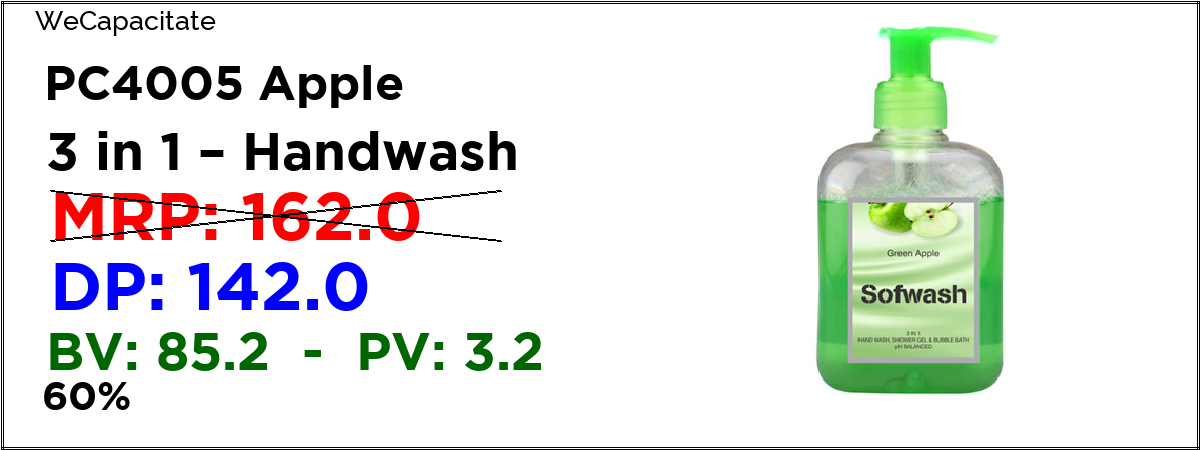 WeCapacitate
PC4005 Apple
3 in 1 – Handwash
MRP: 162.0
DP: 142.0
BV: 85.2 - PV: 3.2
60%
Green Apple
Sofwash
3 IN 1
HAND WASH, SHOWER GEL & BUBBLE BATH
pH BALANCED